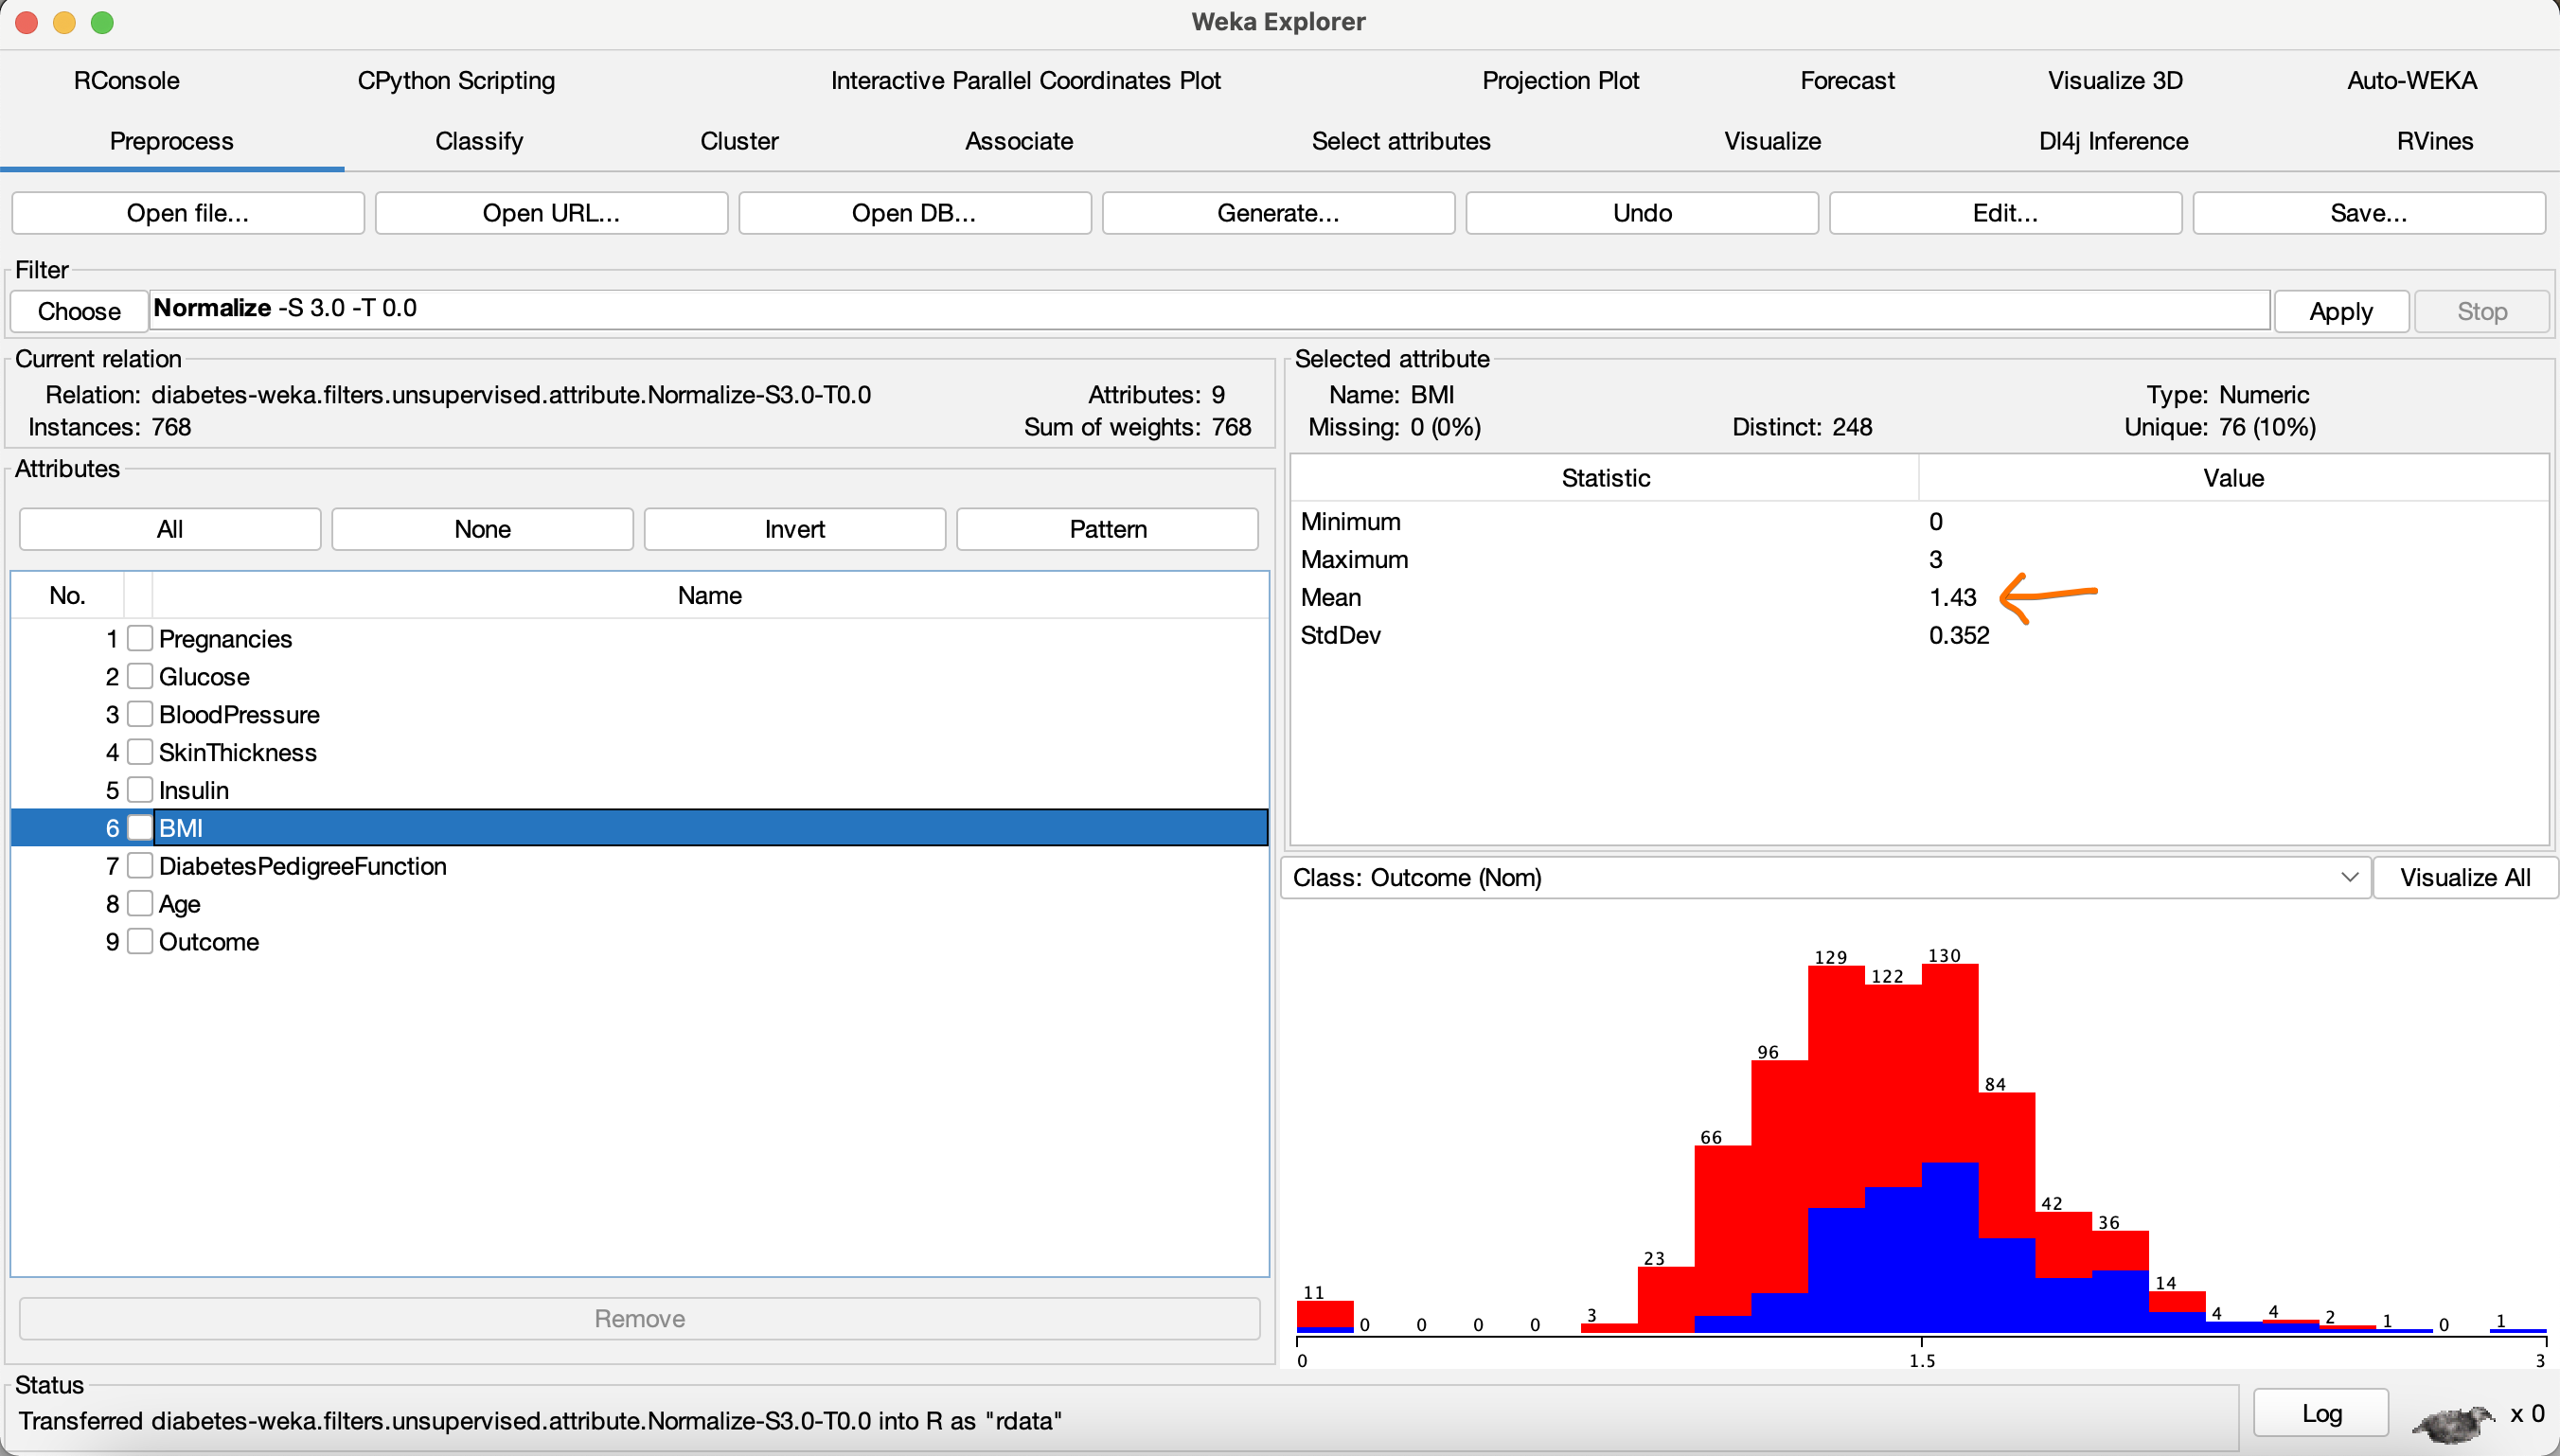 Weka Explorer
RConsole CPython Scripting Interactive Parallel Coordinates Plot Projection Plot Forecast Visualize 3D Auto-WEKA
Preprocess Classify Cluster Associate Select attributes Visualize Dl4j Inference RVines
Open file... Open URL... Open DB... Generate... Undo Edit... Save...
Filter
Choose Normalize -S 3.0 -T 0.0 Apply Stop
Current relation
Relation: diabetes-weka.filters.unsupervised.attribute.Normalize-S3.0-T0.0 Attributes: 9
Instances: 768 Sum of weights: 768
Attributes
All None Invert Pattern
No. Name
1 Pregnancies
2 Glucose
3 BloodPressure
4 SkinThickness
5 Insulin
6 BMI
7 DiabetesPedigreeFunction
8 Age
9 Outcome
Remove
Selected attribute
Name: BMI Type: Numeric
Missing: 0 (0%) Distinct: 248 Unique: 76 (10%)
Statistic Value
Minimum 0
Maximum 3
Mean 1.43
StdDev 0.352
Class: Outcome (Nom) Visualize All
11 0 0 0 0 3 23 66 96 129 122 130 84 42 36 14 4 4 2 1 0 1
0 1.5 3
Status
Transferred diabetes-weka.filters.unsupervised.attribute.Normalize-S3.0-T0.0 into R as "rdata"
Log x 0